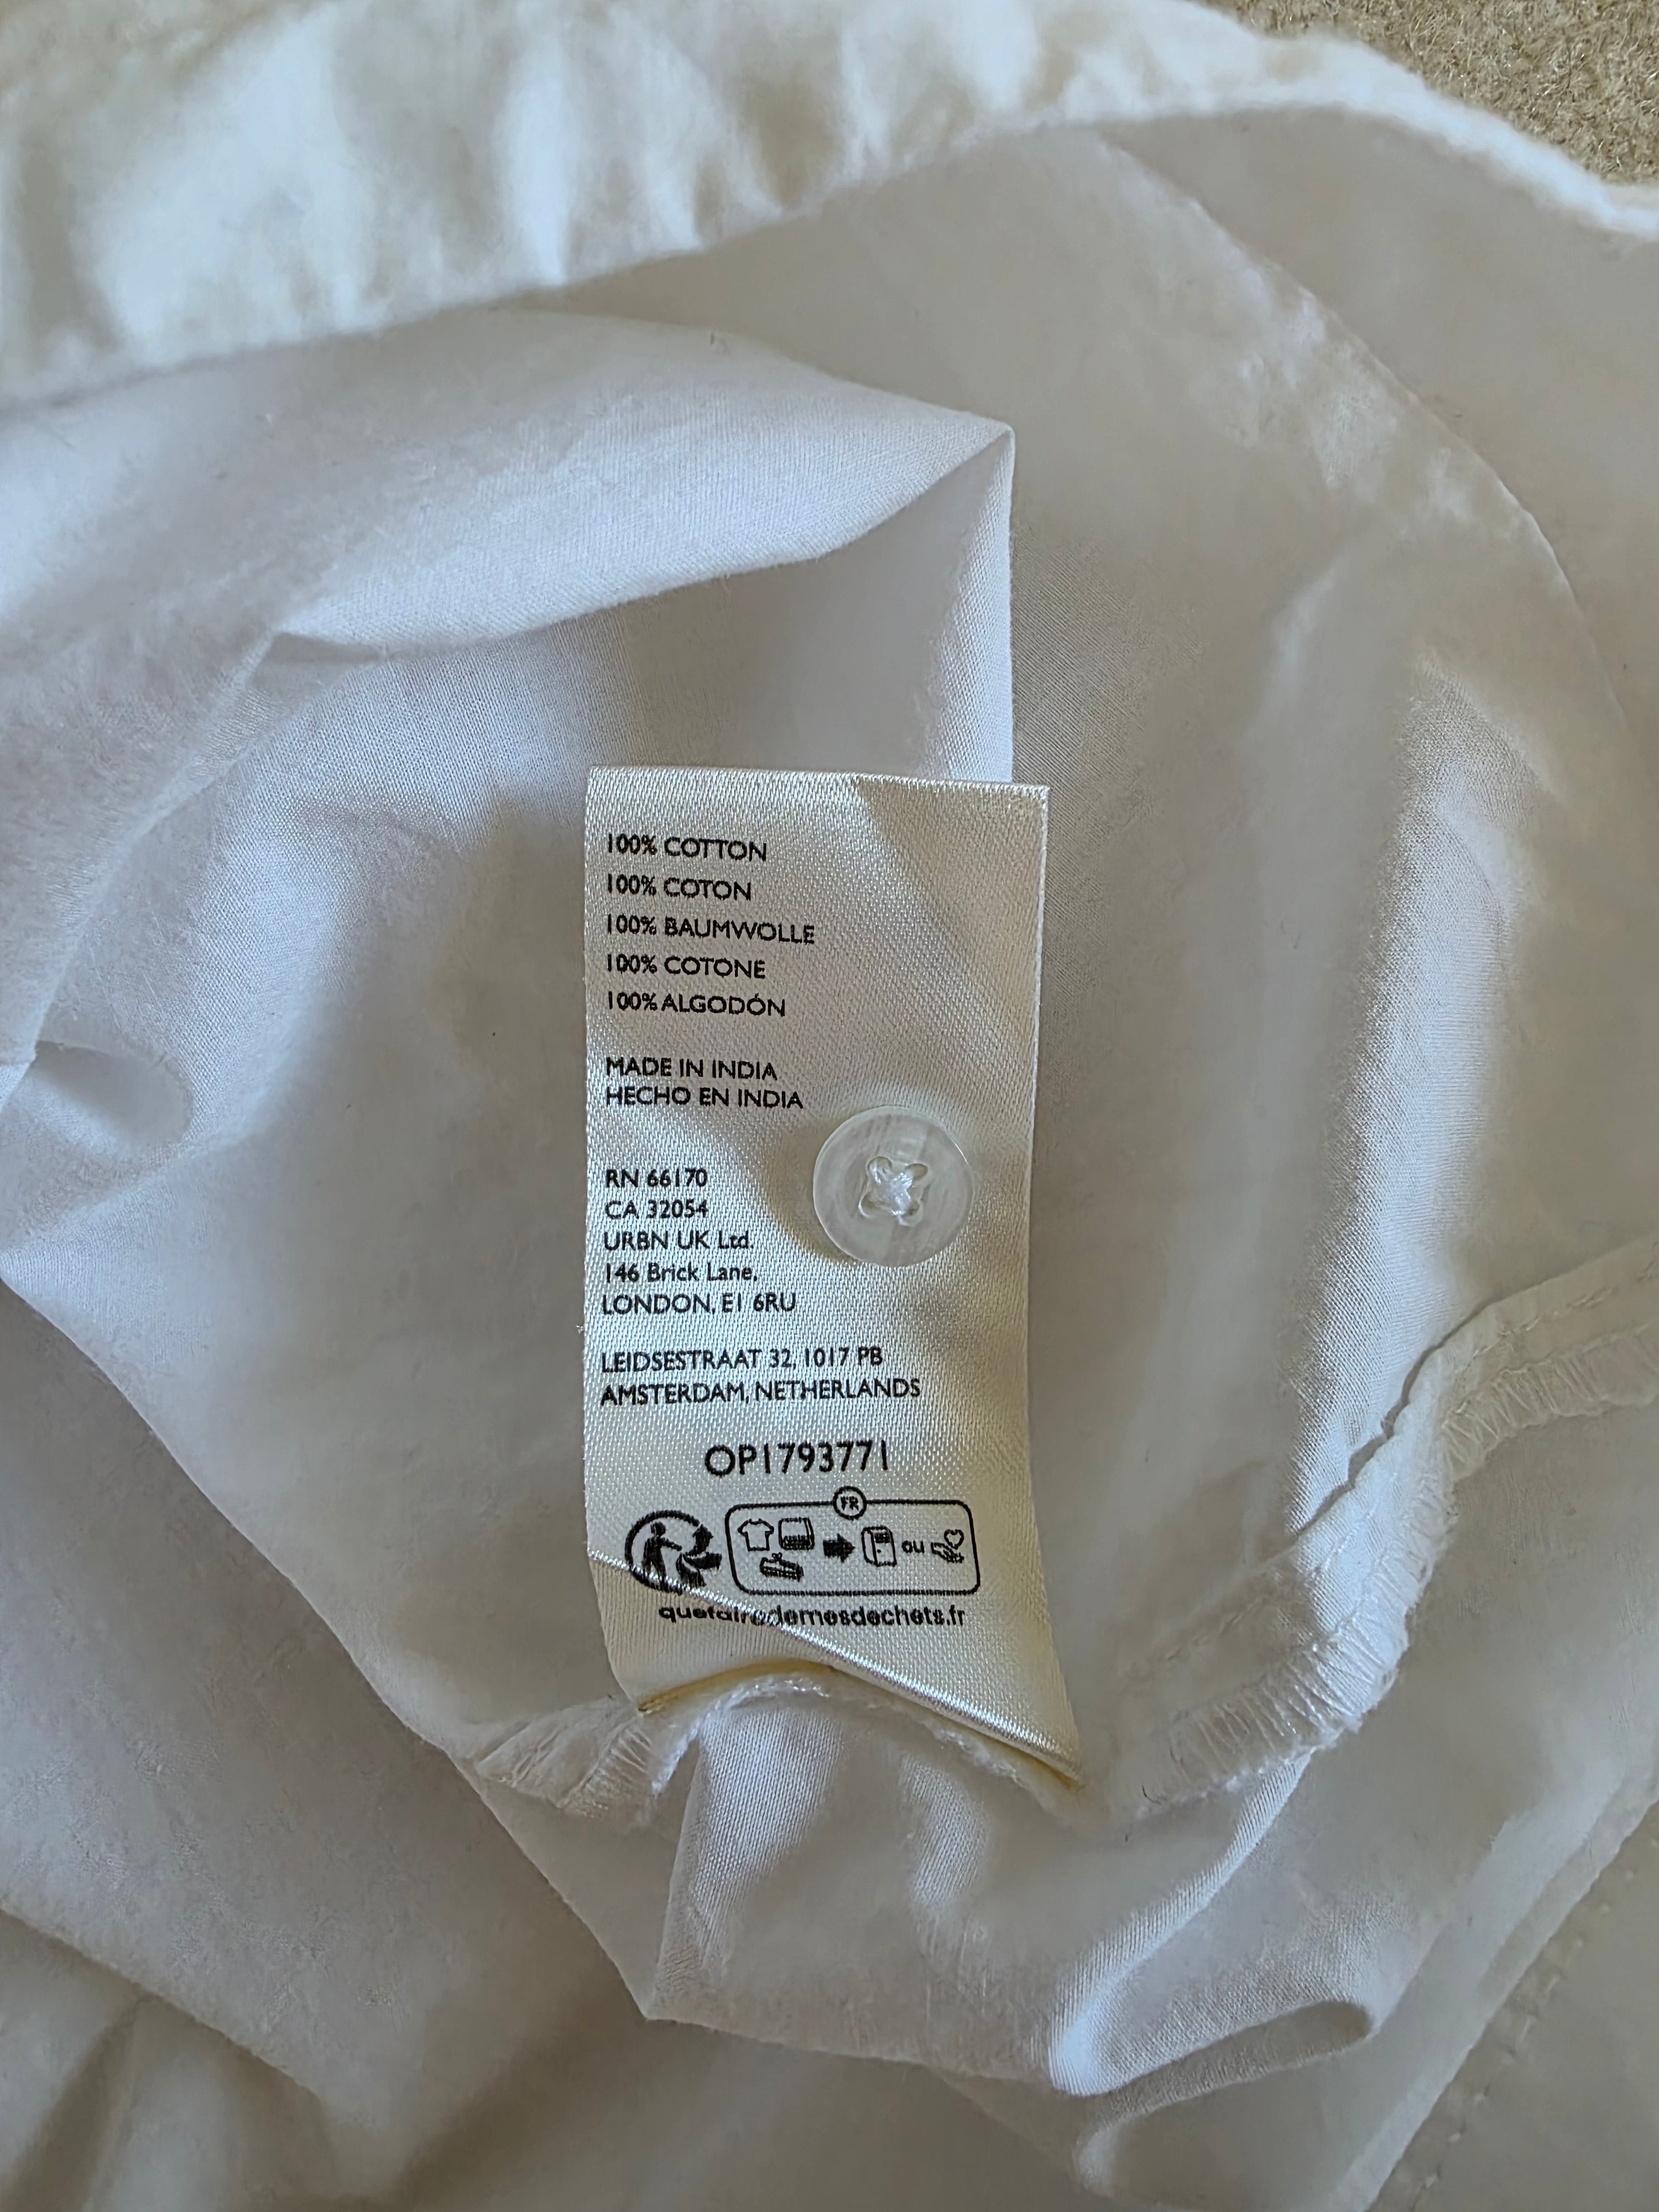 100% COTTON
100% COTON
100% BAUMWOLLE
100% COTONE
100% ALGODÓN
MADE IN INDIA
HECHO EN INDIA
RN 66170
CA 32054
URBN UK Ltd.
146 Brick Lane,
LONDON, E1 6RU
LEIDSESTRAAT 32, 1017 PB
AMSTERDAM, NETHERLANDS
OP1793771
FR
ou
quefairedemesdechets.fr